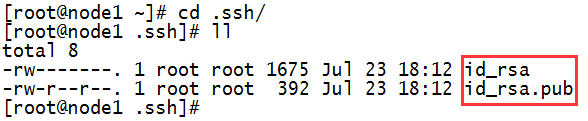 [root@node1 ~]# cd .ssh/
[root@node1 .ssh]# ll
total 8
-rw-------. 1 root root 1675 Jul 23 18:12 id_rsa
-rw-r--r--. 1 root root  392 Jul 23 18:12 id_rsa.pub
[root@node1 .ssh]#